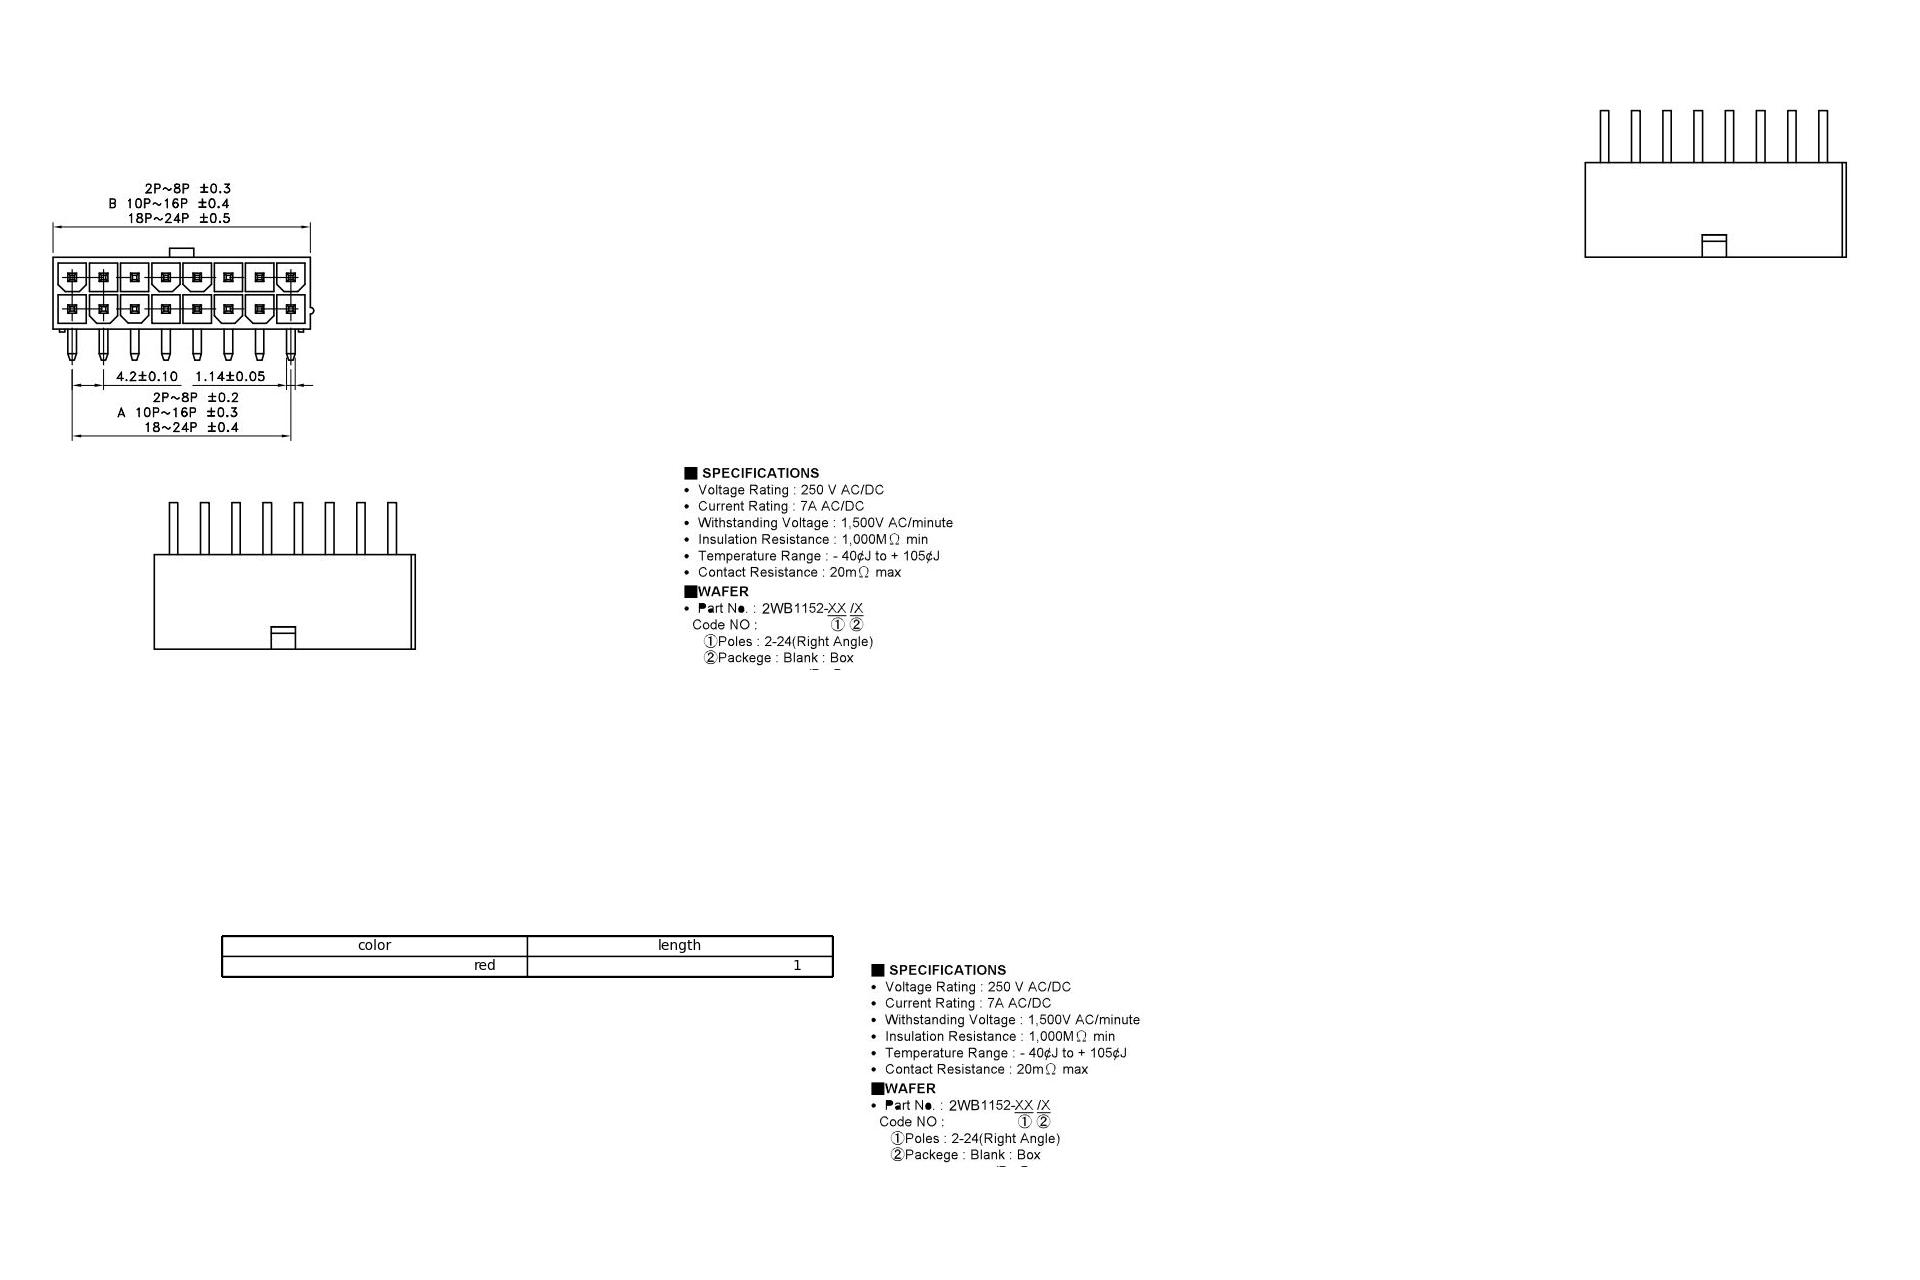 2P~8P ±0.3
B 10P~16P ±0.4
18P~24P ±0.5
4.2±0.10 1.14±0.05
2P~8P ±0.2
A 10P~16P ±0.3
18~24P ±0.4
■ SPECIFICATIONS
• Voltage Rating : 250 V AC/DC
• Current Rating : 7A AC/DC
• Withstanding Voltage : 1,500V AC/minute
• Insulation Resistance : 1,000MΩ min
• Temperature Range : - 40¢J to + 105¢J
• Contact Resistance : 20mΩ max
■WAFER
• Part No. : 2WB1152-XX /X
Code NO : ① ②
①Poles : 2-24(Right Angle)
②Packege : Blank : Box
color length
red 1
■ SPECIFICATIONS
• Voltage Rating : 250 V AC/DC
• Current Rating : 7A AC/DC
• Withstanding Voltage : 1,500V AC/minute
• Insulation Resistance : 1,000MΩ min
• Temperature Range : - 40¢J to + 105¢J
• Contact Resistance : 20mΩ max
■WAFER
• Part No. : 2WB1152-XX /X
Code NO : ① ②
①Poles : 2-24(Right Angle)
②Packege : Blank : Box